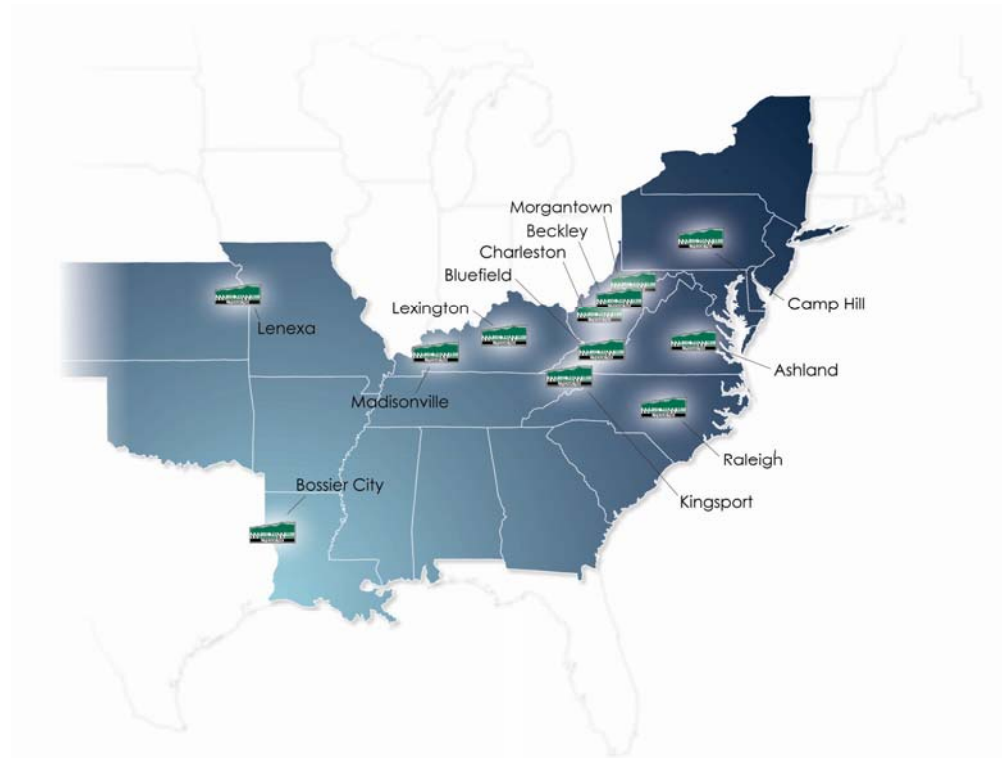 Morgantown
Beckley
Charleston
Bluefield
Lexington
Camp Hill
Lenexa
Ashland
Madisonville
Raleigh
Bossier City
Kingsport